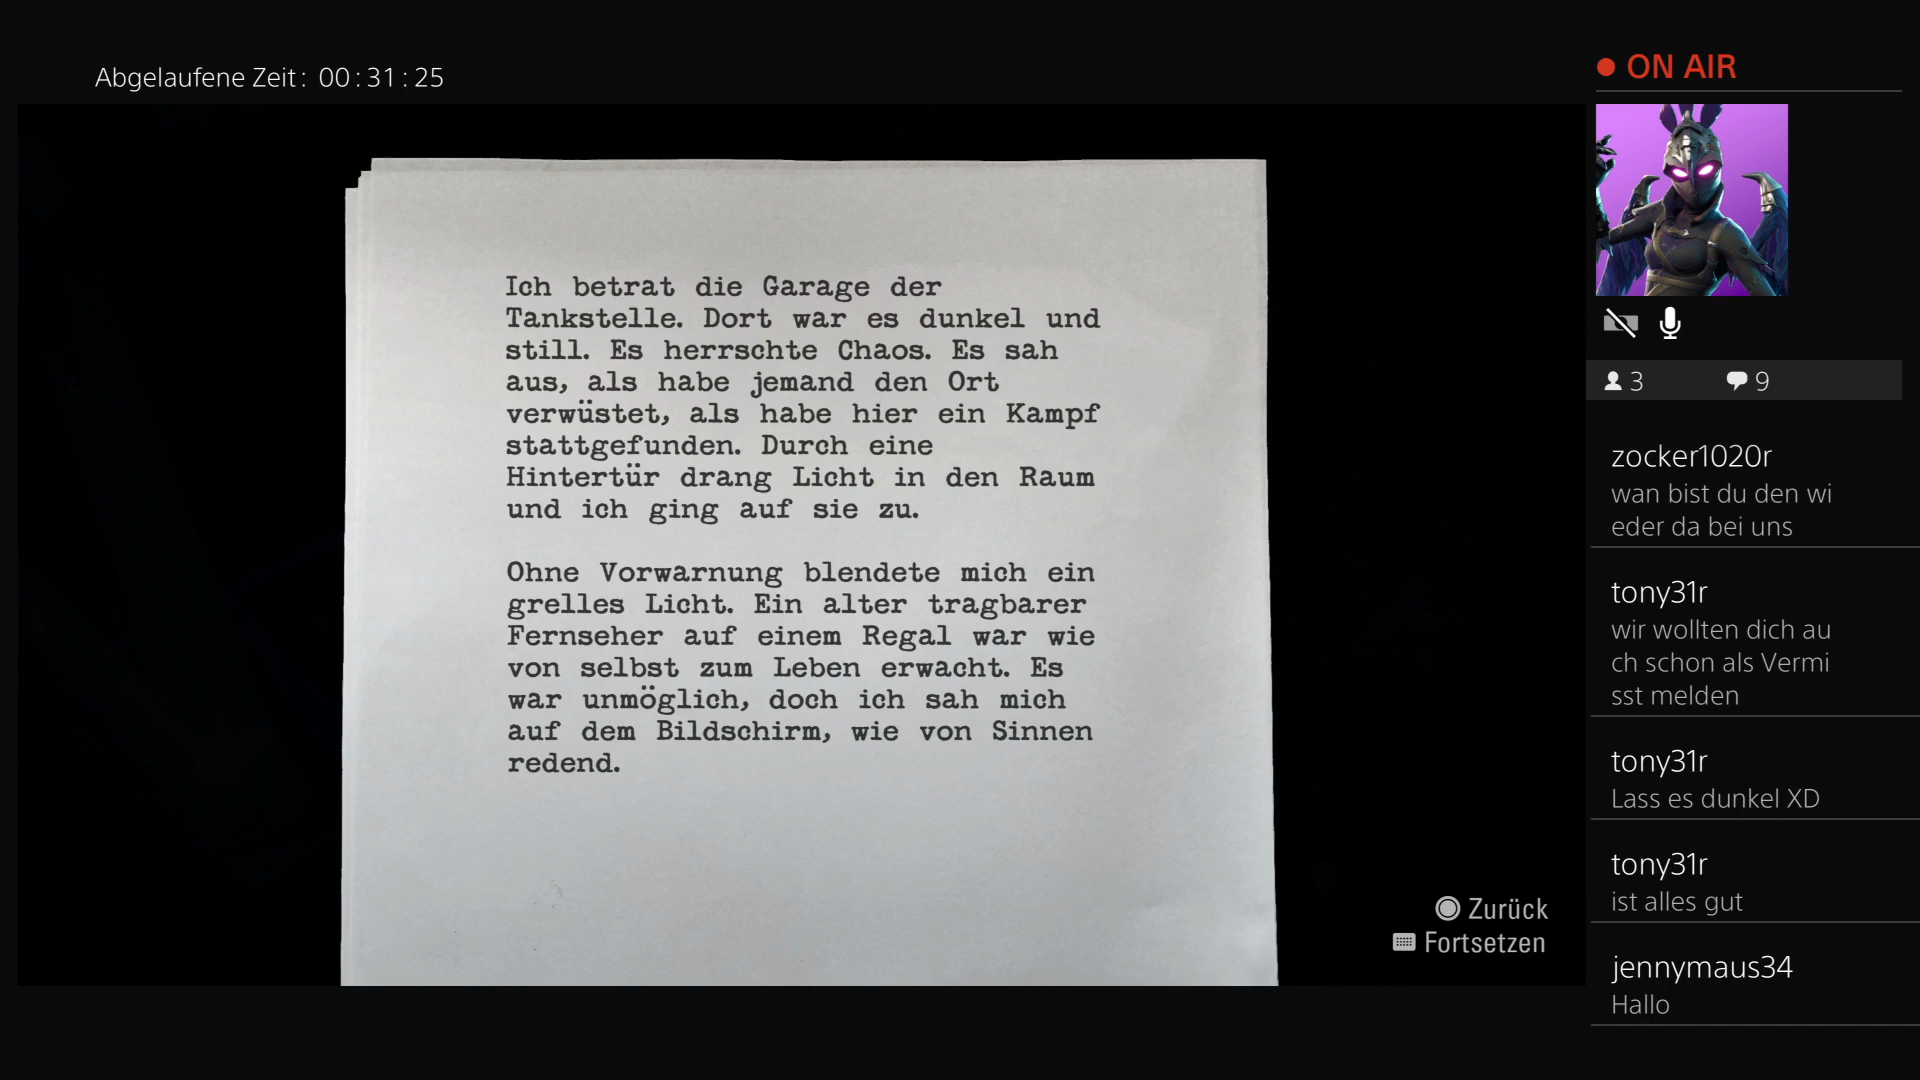 Abgelaufene Zeit: 00:31:25
Ich betrat die Garage der
Tankstelle. Dort war es dunkel und
still. Es herrschte Chaos. Es sah
aus, als habe jemand den Ort
verwüstet, als habe hier ein Kampf
stattgefunden. Durch eine
Hintertür drang Licht in den Raum
und ich ging auf sie zu.
Ohne Vorwarnung blendete mich ein
grelles Licht. Ein alter tragbarer
Fernseher auf einem Regal war wie
von selbst zum Leben erwacht. Es
war unmöglich, doch ich sah mich
auf dem Bildschirm, wie von Sinnen
redend.
Zurück
Fortsetzen
ON AIR
3 9
zocker1020r
wan bist du den wi
eder da bei uns
tony31r
wir wollten dich au
ch schon als Vermi
sst melden
tony31r
Lass es dunkel XD
tony31r
ist alles gut
jennymaus34
Hallo